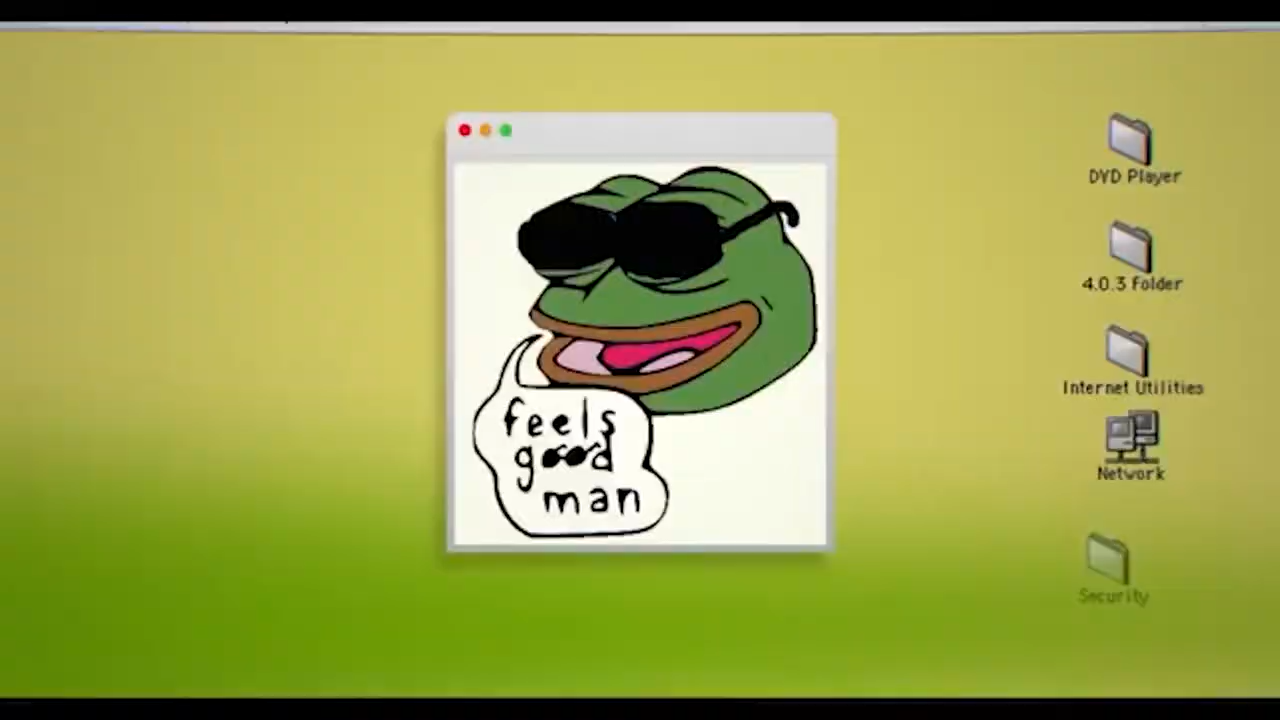 feels
good
man
DVD Player
4.0.3 Folder
Internet Utilities
Network
Security